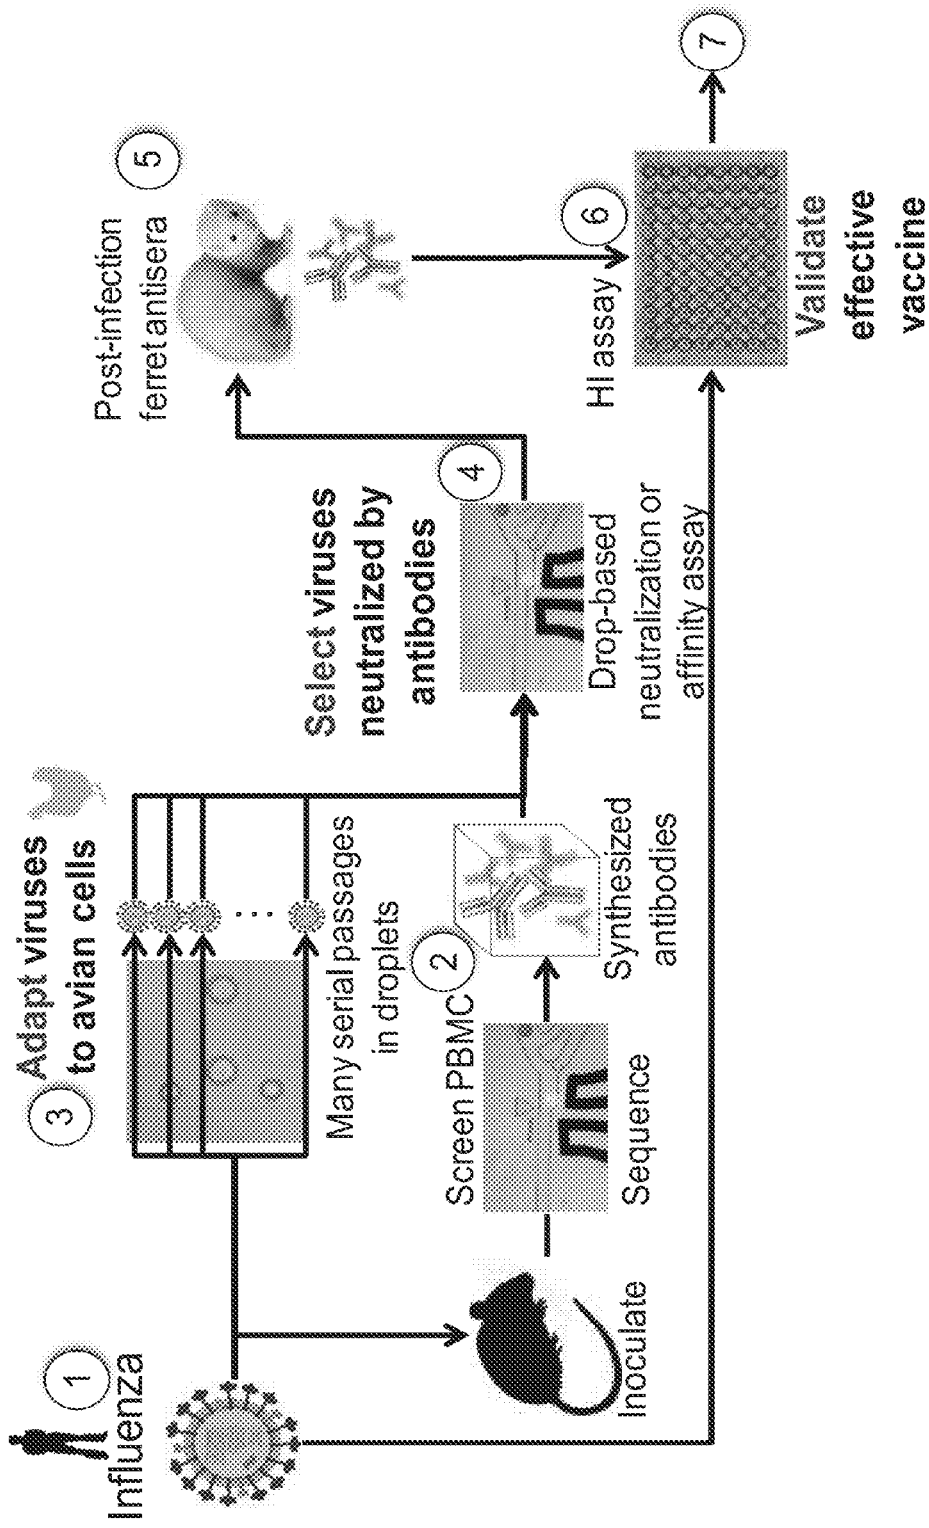 1
Influenza
3
Adapt viruses
to avian cells
Many serial passages
in droplets
Inoculate
Screen PBMC
Sequence
2
Synthesized
antibodies
Select viruses
neutralized by
antibodies
4
Drop-based
neutralization or
affinity assay
Post-infection
ferret antisera
5
HI assay
6
Validate
effective
vaccine
7